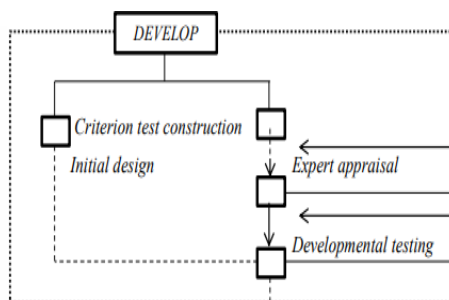 DEVELOP
Criterion test construction
Initial design
Expert appraisal
Developmental testing